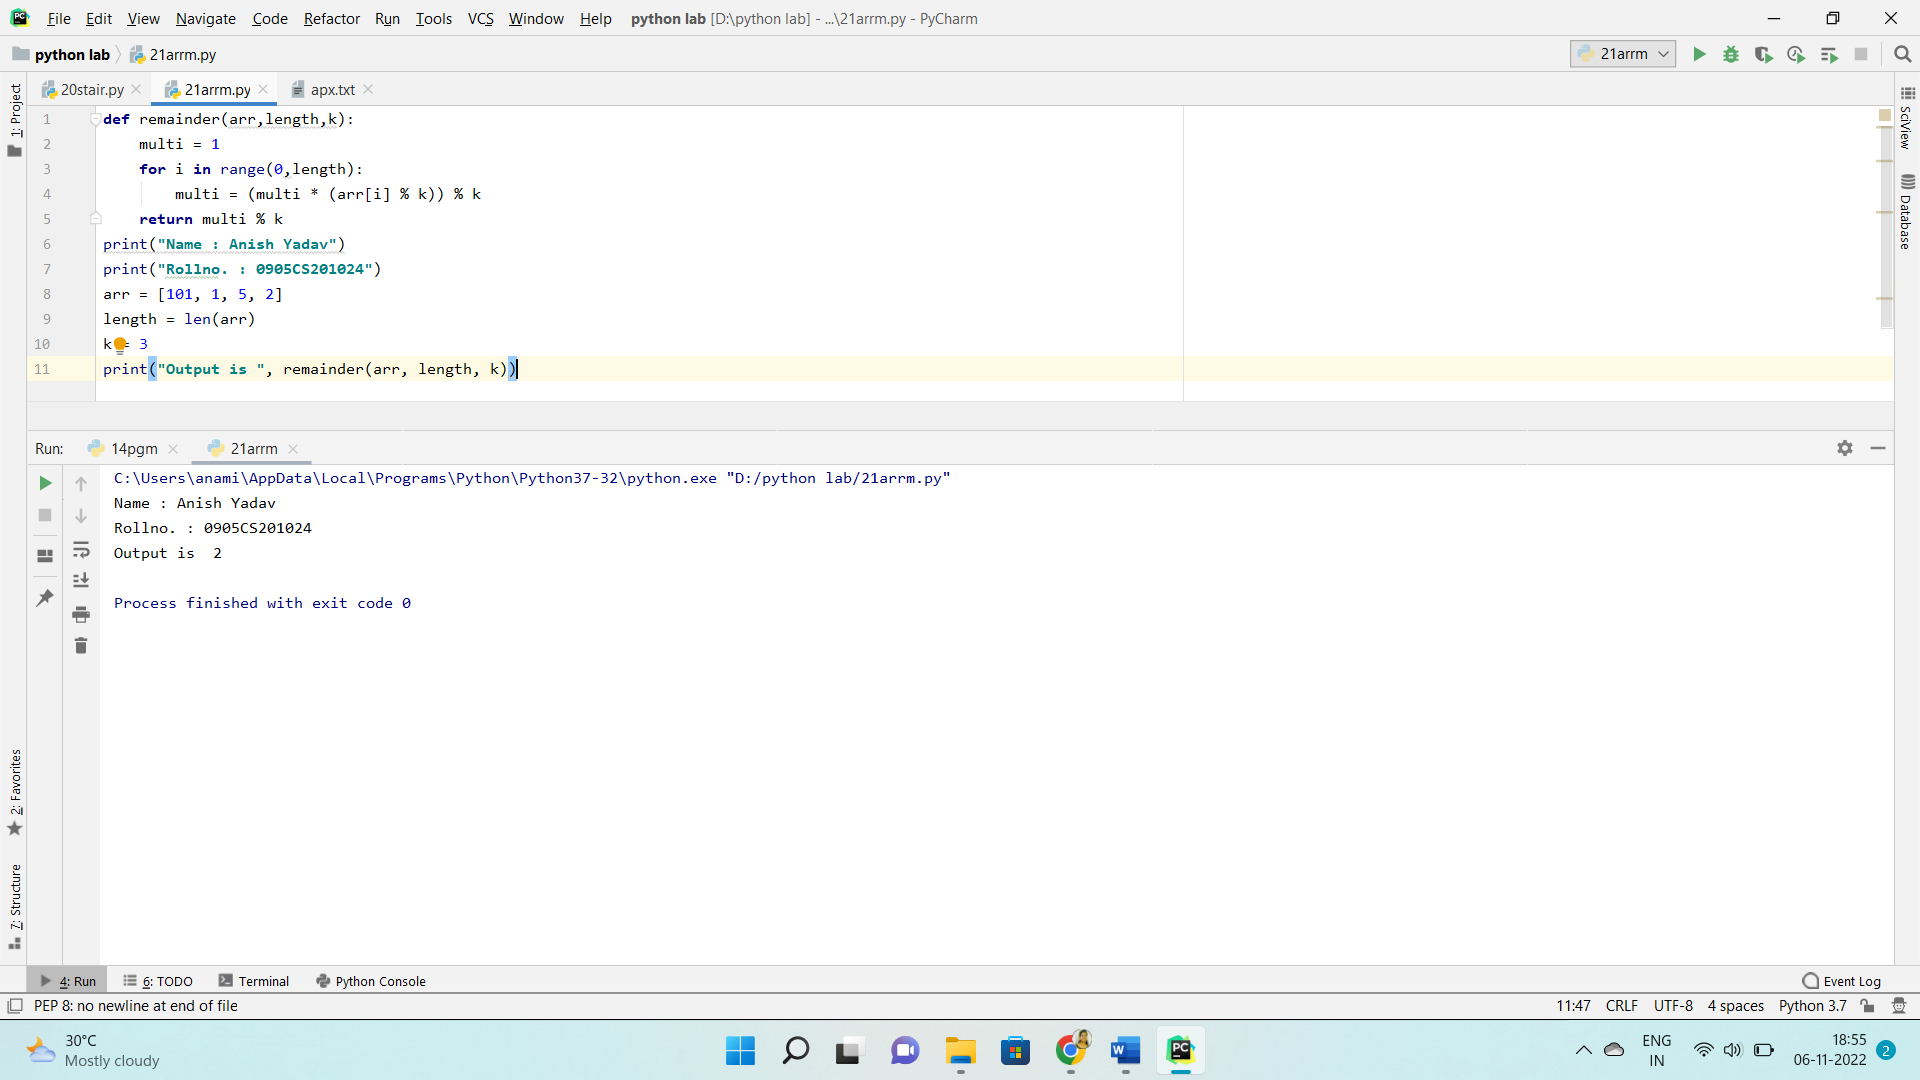 File Edit View Navigate Code Refactor Run Tools VCS Window Help python lab [D:\python lab] - ...\21arrm.py - PyCharm
python lab 21arrm.py 21arrm
20stair.py 21arrm.py apx.txt
1: Project
SciView
Database
1 def remainder(arr,length,k):
2 multi = 1
3 for i in range(0,length):
4 multi = (multi * (arr[i] % k)) % k
5 return multi % k
6 print("Name : Anish Yadav")
7 print("Rollno. : 0905CS201024")
8 arr = [101, 1, 5, 2]
9 length = len(arr)
10 k = 3
11 print("Output is ", remainder(arr, length, k))
Run: 14pgm 21arrm
C:\Users\anami\AppData\Local\Programs\Python\Python37-32\python.exe "D:/python lab/21arrm.py"
Name : Anish Yadav
Rollno. : 0905CS201024
Output is  2
Process finished with exit code 0
2: Favorites
7: Structure
4: Run 6: TODO Terminal Python Console Event Log
PEP 8: no newline at end of file 11:47 CRLF UTF-8 4 spaces Python 3.7
30°C
Mostly cloudy
ENG
IN
18:55
06-11-2022
2